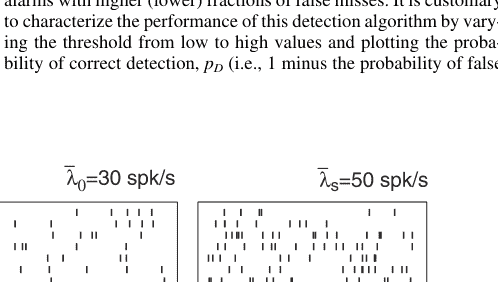 alarms with higher (lower) fractions of false misses. It is customary
to characterize the performance of this detection algorithm by vary-
ing the threshold from low to high values and plotting the proba-
bility of correct detection, p_D (i.e., 1 minus the probability of false
λ̅₀=30 spk/s
λ̅ₛ=50 spk/s